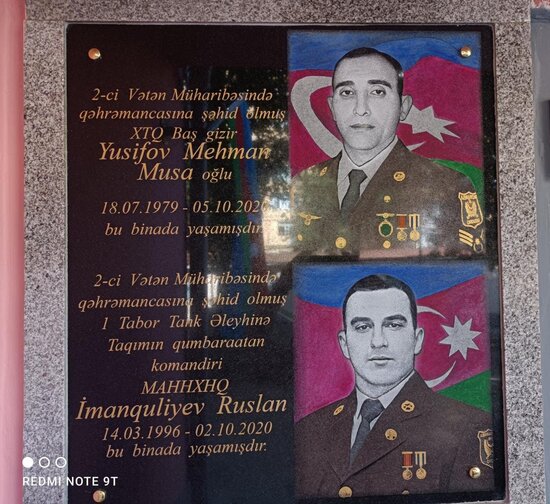 2-ci Vətən Müharibəsində
qəhrəmancasına şəhid olmuş
XTQ Baş gizir
Yusifov Mehman
Musa oğlu
18.07.1979 - 05.10.2020
bu binada yaşamışdır.
2-ci Vətən Müharibəsində
qəhrəmancasına şəhid olmuş
1 Tabor Tank Əleyhinə
Taqımın qumbaraatan
komandiri
MAHHXHQ
İmanquliyev Ruslan
14.03.1996 - 02.10.2020
bu binada yaşamışdır.
REDMI NOTE 9T